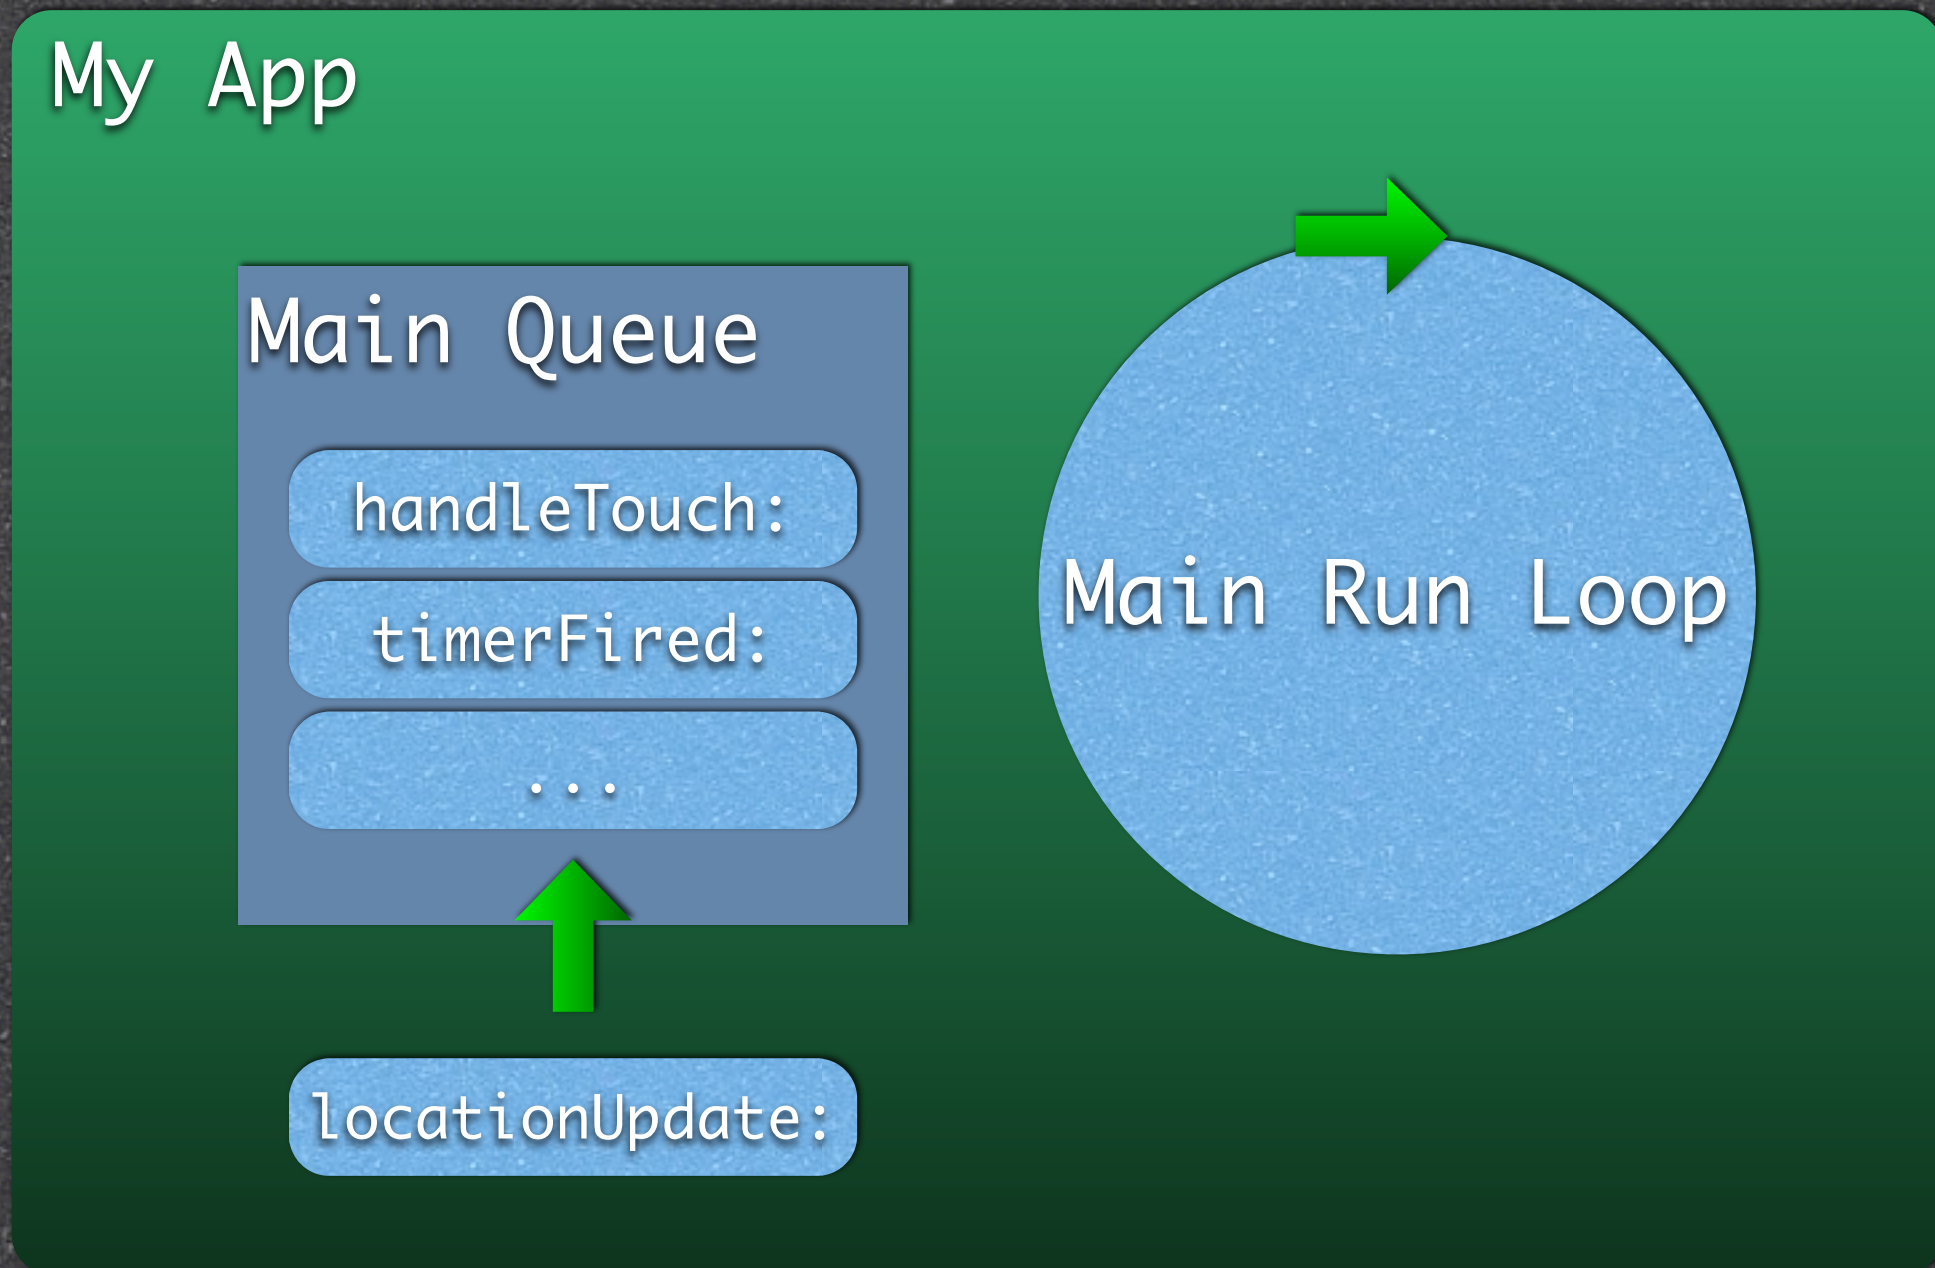 My App
Main Queue
handleTouch:
timerFired:
...
locationUpdate:
Main Run Loop